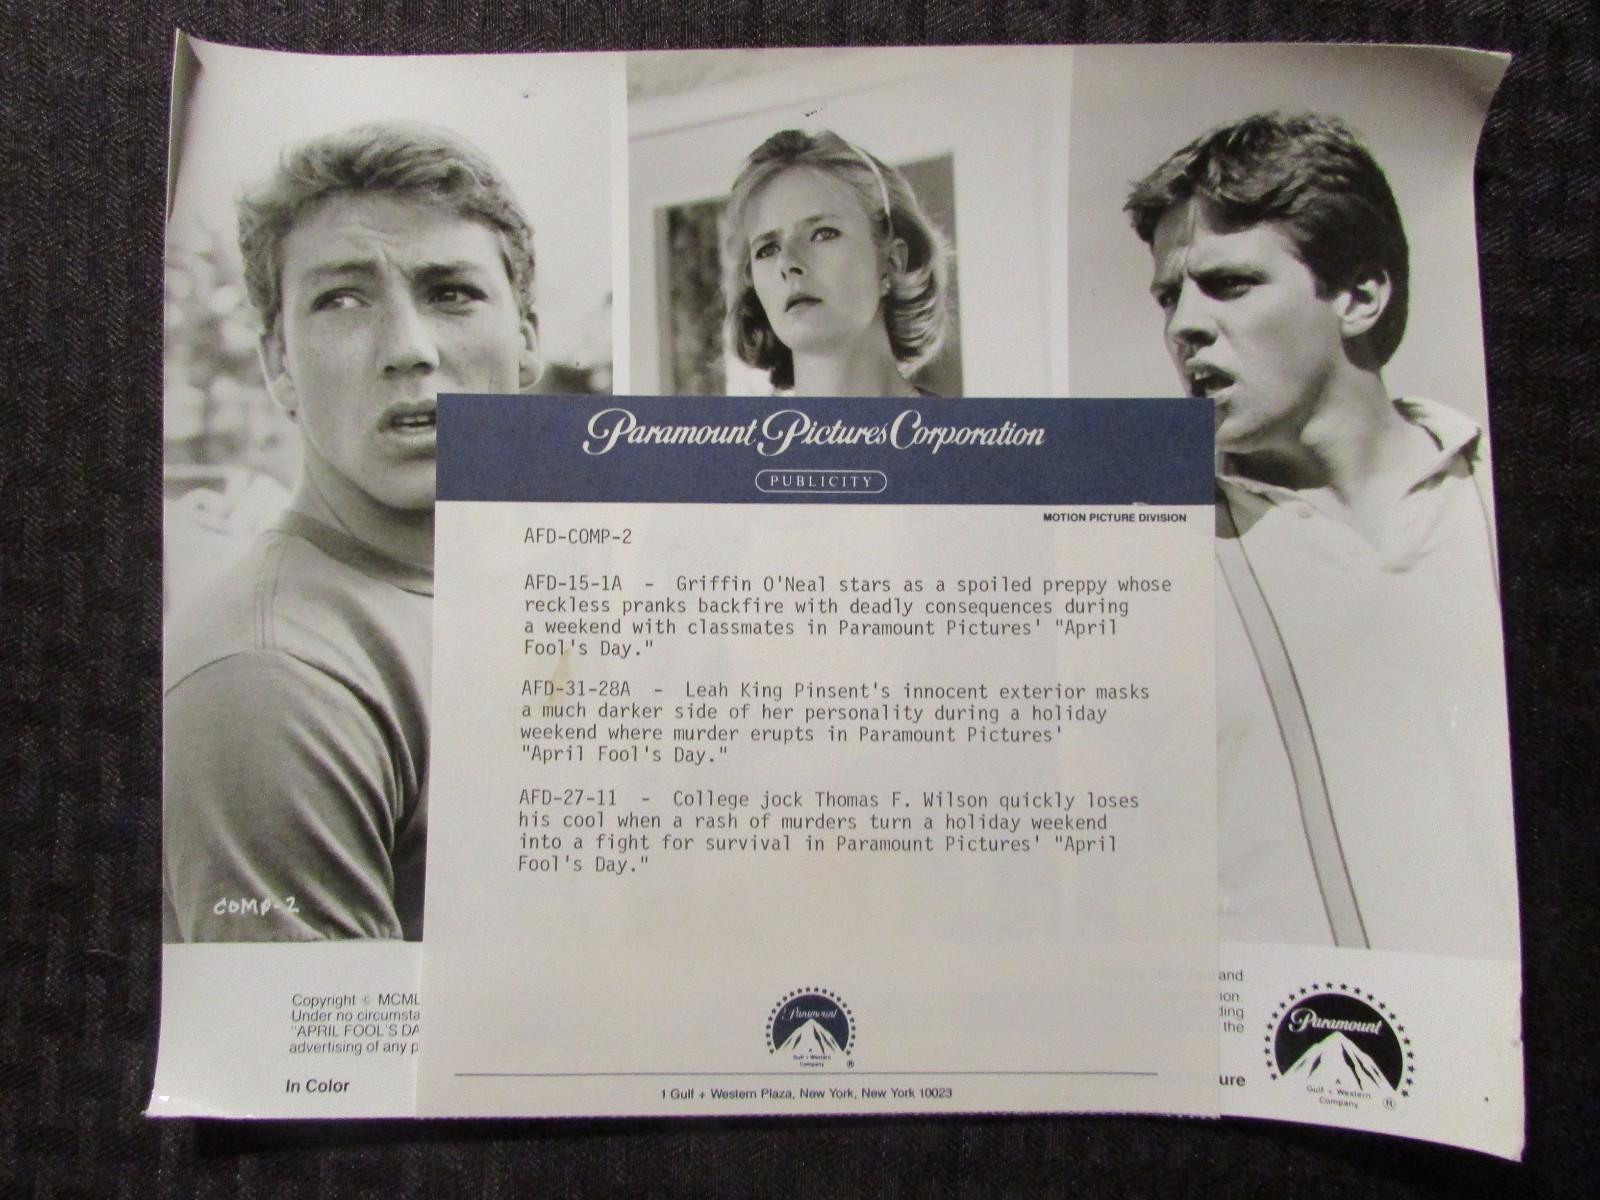 Paramount Pictures Corporation
PUBLICITY
MOTION PICTURE DIVISION
AFD-COMP-2
AFD-15-1A - Griffin O'Neal stars as a spoiled preppy whose
reckless pranks backfire with deadly consequences during
a weekend with classmates in Paramount Pictures' "April
Fool's Day."
AFD-31-28A - Leah King Pinsent's innocent exterior masks
a much darker side of her personality during a holiday
weekend where murder erupts in Paramount Pictures'
"April Fool's Day."
AFD-27-11 - College jock Thomas F. Wilson quickly loses
his cool when a rash of murders turn a holiday weekend
into a fight for survival in Paramount Pictures' "April
Fool's Day."
Paramount
A
Gulf + Western
Company
®
1 Gulf + Western Plaza, New York, New York 10023
COMP-2
Copyright © MCML
Under no circumsta
"APRIL FOOL'S DA
advertising of any p
In Color
and
ion.
ding
the
ure
Paramount
A
Gulf + Western
Company
®